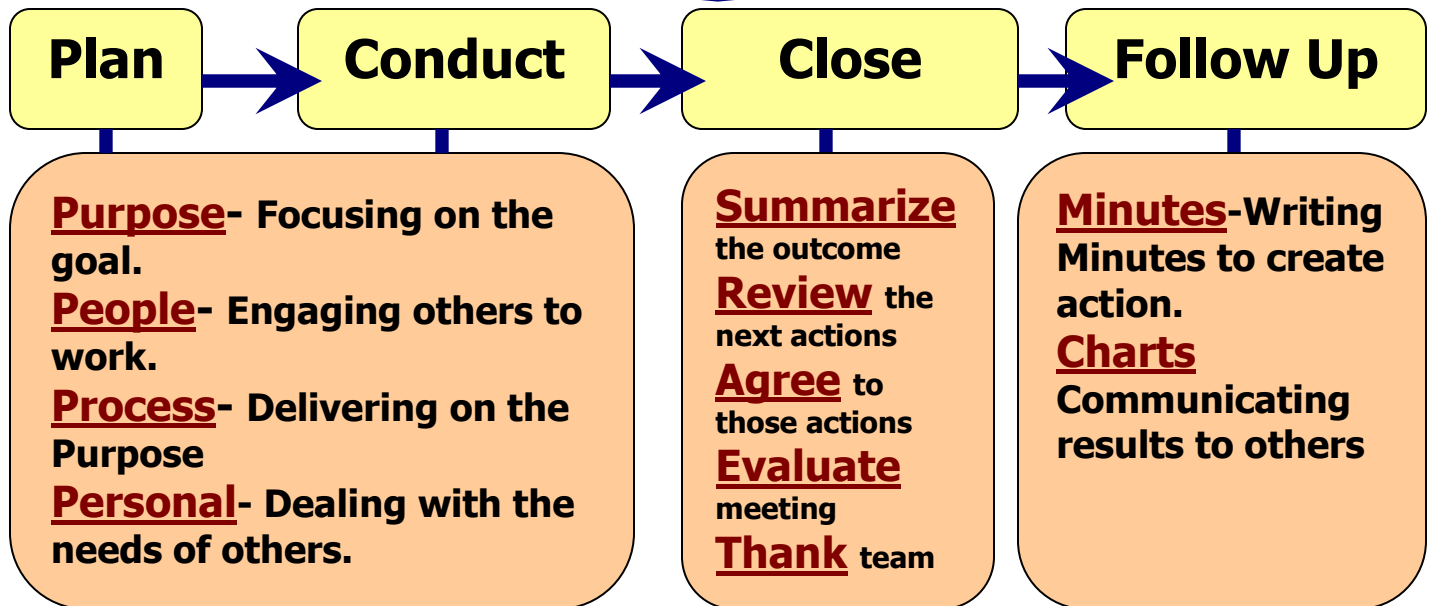 Plan
Conduct
Close
Follow Up
Purpose- Focusing on the
goal.
People- Engaging others to
work.
Process- Delivering on the
Purpose
Personal- Dealing with the
needs of others.
Summarize
the outcome
Review the
next actions
Agree to
those actions
Evaluate
meeting
Thank team
Minutes-Writing
Minutes to create
action.
Charts
Communicating
results to others